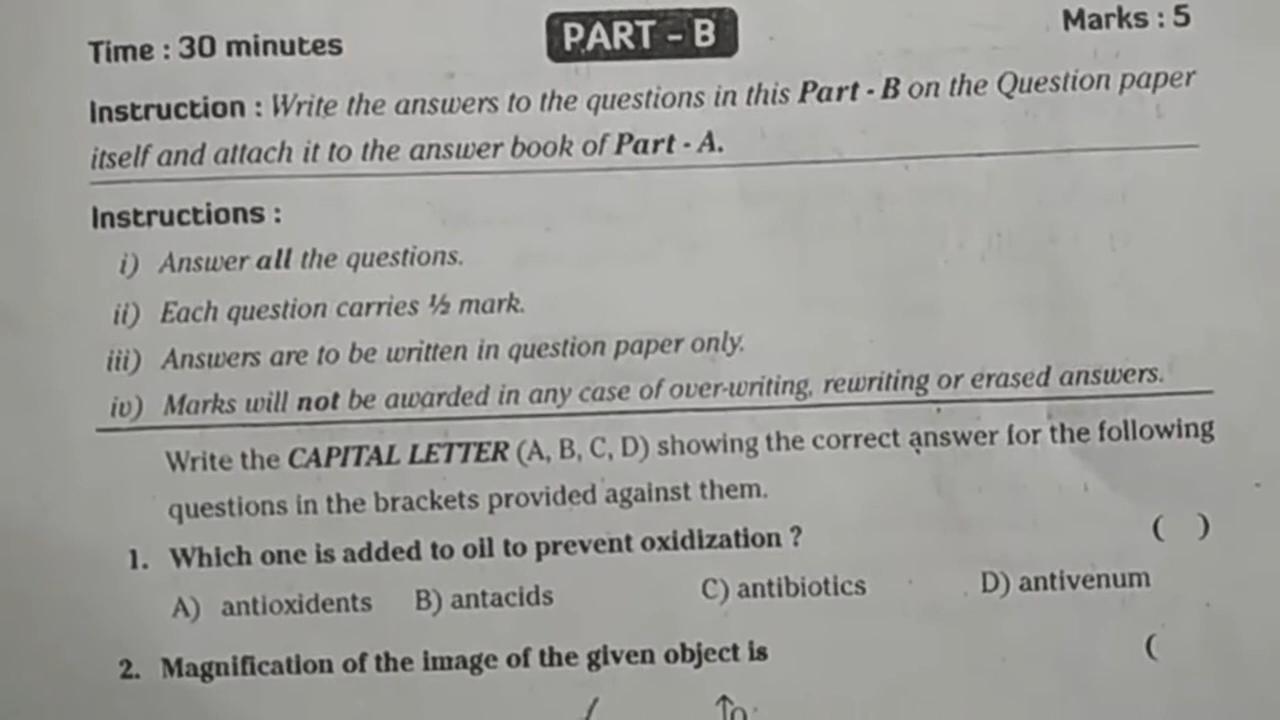 Time : 30 minutes
PART - B
Marks : 5
Instruction : Write the answers to the questions in this Part - B on the Question paper
itself and attach it to the answer book of Part - A.
Instructions :
i) Answer all the questions.
ii) Each question carries ½ mark.
iii) Answers are to be written in question paper only.
iv) Marks will not be awarded in any case of over-writing, rewriting or erased answers.
Write the CAPITAL LETTER (A, B, C, D) showing the correct answer for the following
questions in the brackets provided against them.
1. Which one is added to oil to prevent oxidization ? ( )
A) antioxidents B) antacids C) antibiotics D) antivenum
2. Magnification of the image of the given object is (